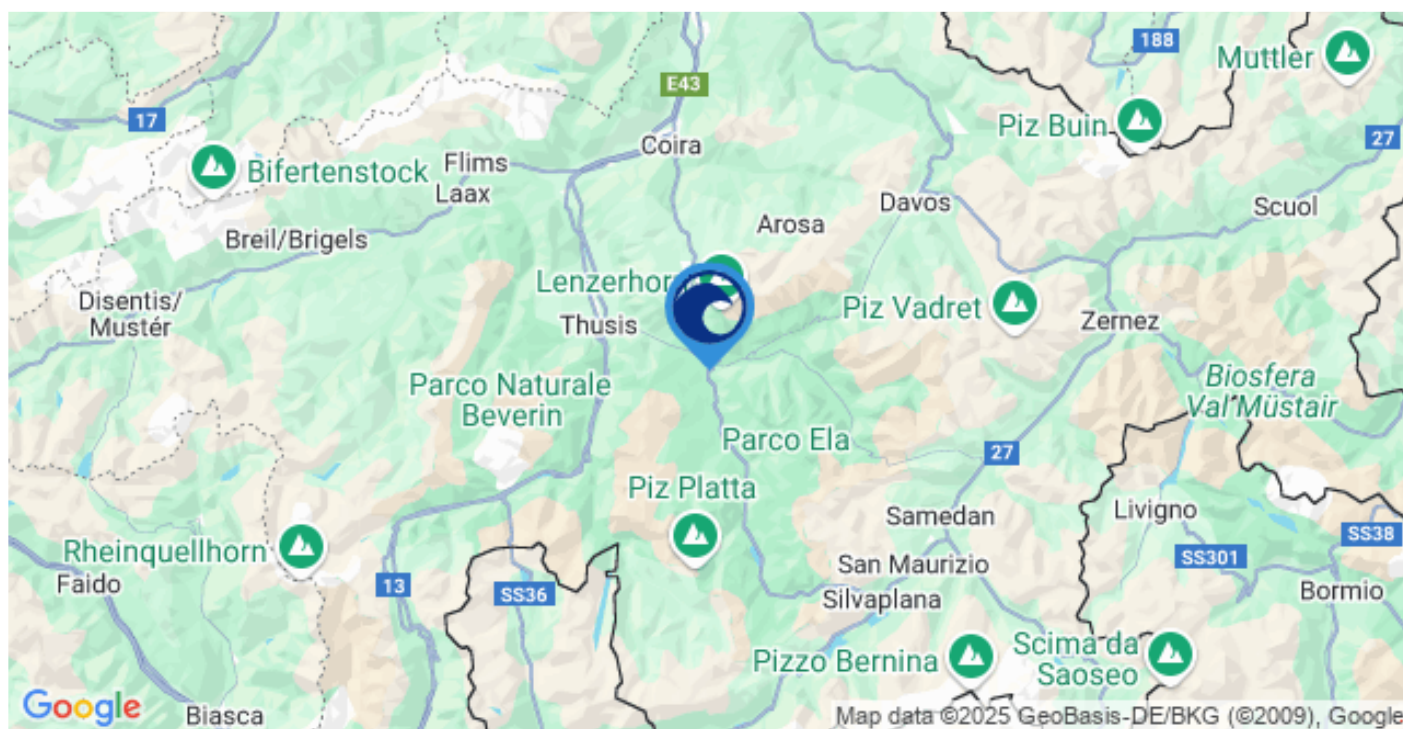 188
Muttler
E43
17
Piz Buin
27
Coira
Flims
Bifertenstock
Laax
Davos
Scuol
Arosa
Breil/Brigels
Lenzerhor
Disentis/
Mustér
Thusis
Piz Vadret
Zernez
Parco Naturale
Beverin
Biosfera
Val Müstair
Parco Ela
27
Piz Platta
Livigno
Samedan
SS38
Rheinquellhorn
SS301
Faido
13
SS36
San Maurizio
Bormio
Silvaplana
Pizzo Bernina
Scima da
Saoseo
Google
Biasca
Map data ©2025 GeoBasis-DE/BKG (©2009), Google